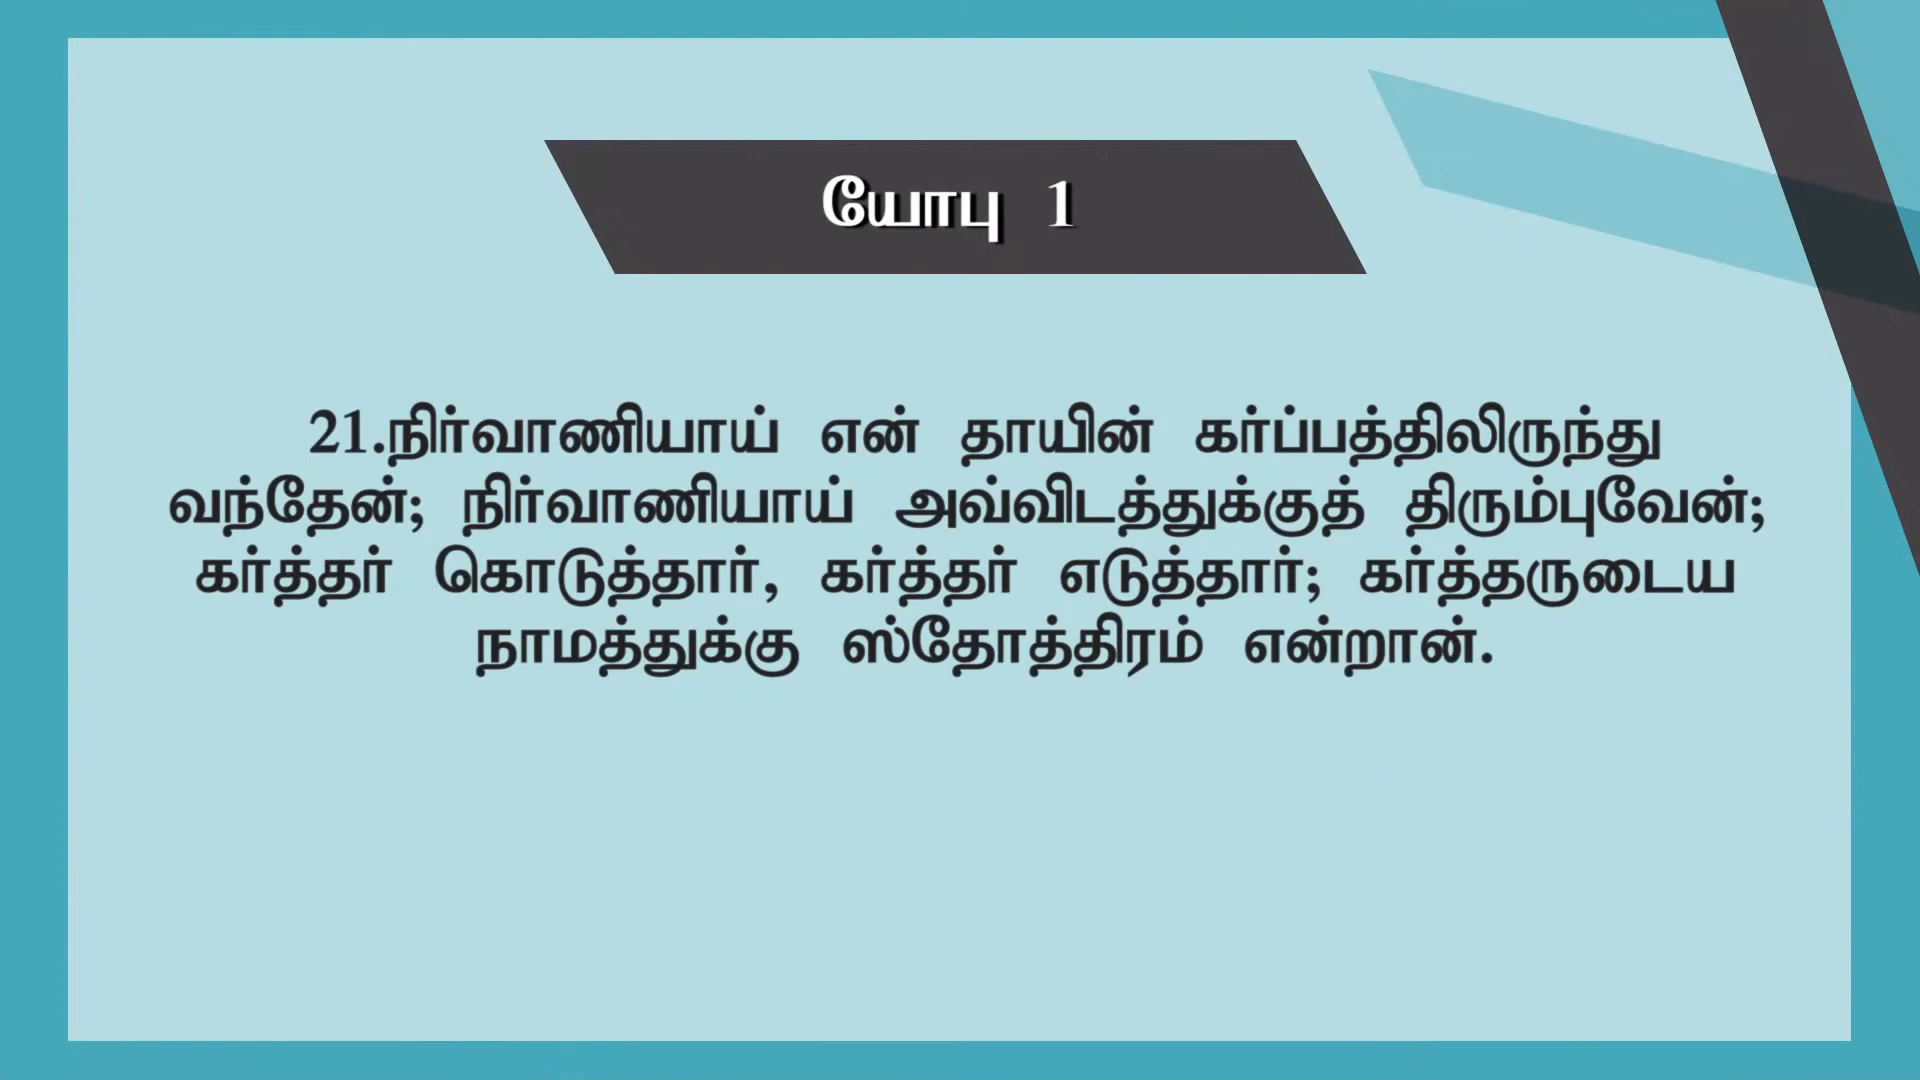 யோபு 1
21.நிர்வாணியாய் என் தாயின் கர்ப்பத்திலிருந்து
வந்தேன்; நிர்வாணியாய் அவ்விடத்துக்குத் திரும்புவேன்;
கர்த்தர் கொடுத்தார், கர்த்தர் எடுத்தார்; கர்த்தருடைய
நாமத்துக்கு ஸ்தோத்திரம் என்றான்.